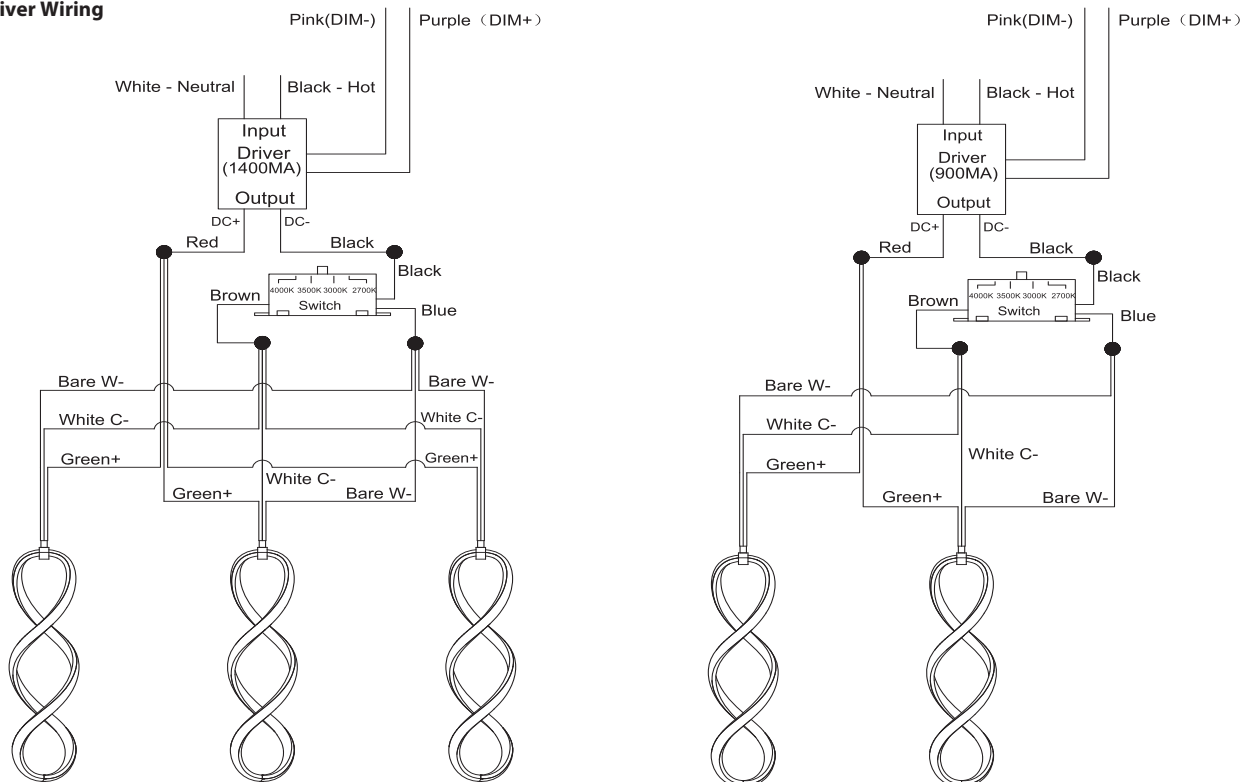 iver Wiring
Pink(DIM-)
Purple（DIM+）
White - Neutral
Black - Hot
Input
Driver
(1400MA)
Output
DC+
DC-
Red
Black
Black
4000K 3500K 3000K 2700K
Switch
Brown
Blue
Bare W-
Bare W-
White C-
White C-
Green+
Green+
White C-
Green+
Bare W-
Pink(DIM-)
Purple（DIM+）
White - Neutral
Black - Hot
Input
Driver
(900MA)
Output
DC+
DC-
Red
Black
Black
4000K 3500K 3000K 2700K
Switch
Brown
Blue
Bare W-
White C-
White C-
Green+
Green+
Bare W-